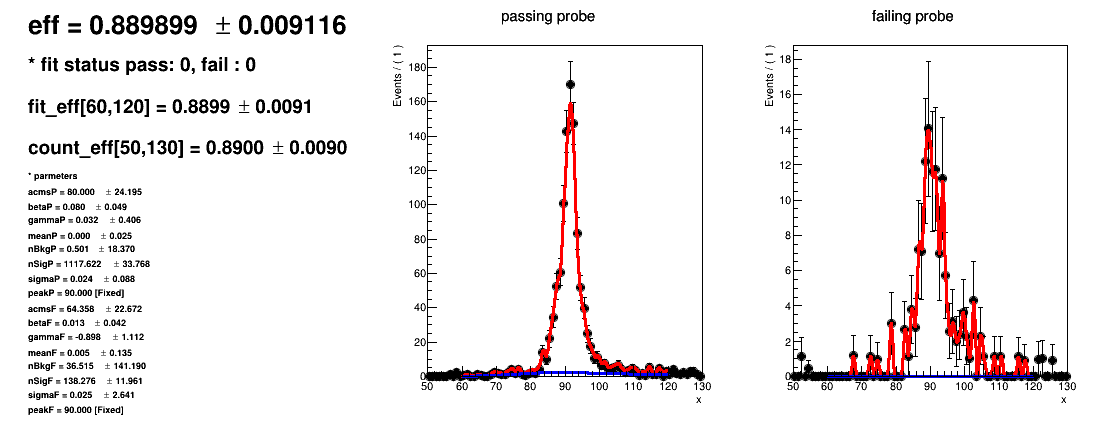 eff = 0.889899 ± 0.009116
* fit status pass: 0, fail : 0
fit_eff[60,120] = 0.8899 ± 0.0091
count_eff[50,130] = 0.8900 ± 0.0090
* parmeters
acmsP = 80.000 ± 24.195
betaP = 0.080 ± 0.049
gammaP = 0.032 ± 0.406
meanP = 0.000 ± 0.025
nBkgP = 0.501 ± 18.370
nSigP = 1117.622 ± 33.768
sigmaP = 0.024 ± 0.088
peakP = 90.000 [Fixed]
acmsF = 64.358 ± 22.672
betaF = 0.013 ± 0.042
gammaF = -0.898 ± 1.112
meanF = 0.005 ± 0.135
nBkgF = 36.515 ± 141.190
nSigF = 138.276 ± 11.961
sigmaF = 0.025 ± 2.641
peakF = 90.000 [Fixed]
passing probe
Events / ( 1 )
180
160
140
120
100
80
60
40
20
0
50 60 70 80 90 100 110 120 130
x
failing probe
Events / ( 1 )
18
16
14
12
10
8
6
4
2
0
50 60 70 80 90 100 110 120 130
x